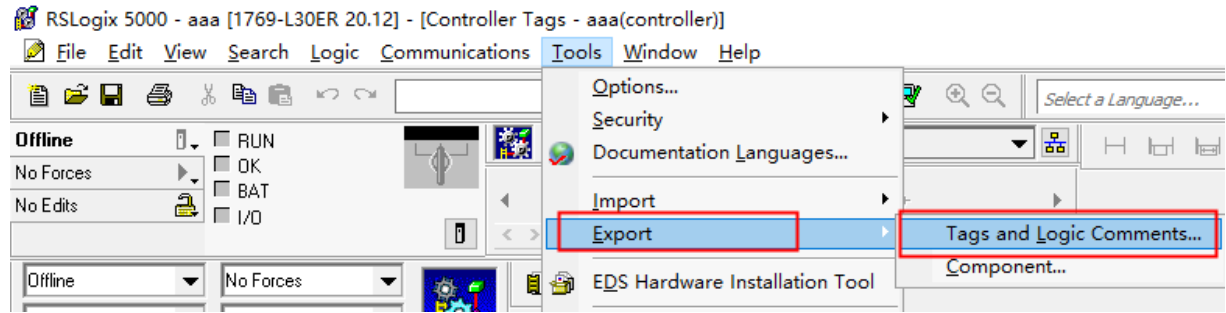 RSLogix 5000 - aaa [1769-L30ER 20.12] - [Controller Tags - aaa(controller)]
File Edit View Search Logic Communications Tools Window Help
Options...
Select a Language...
Security
Offline
RUN
Documentation Languages...
No Forces
OK
BAT
No Edits
Import
I/O
Export
Tags and Logic Comments...
Component...
Offline
No Forces
EDS Hardware Installation Tool